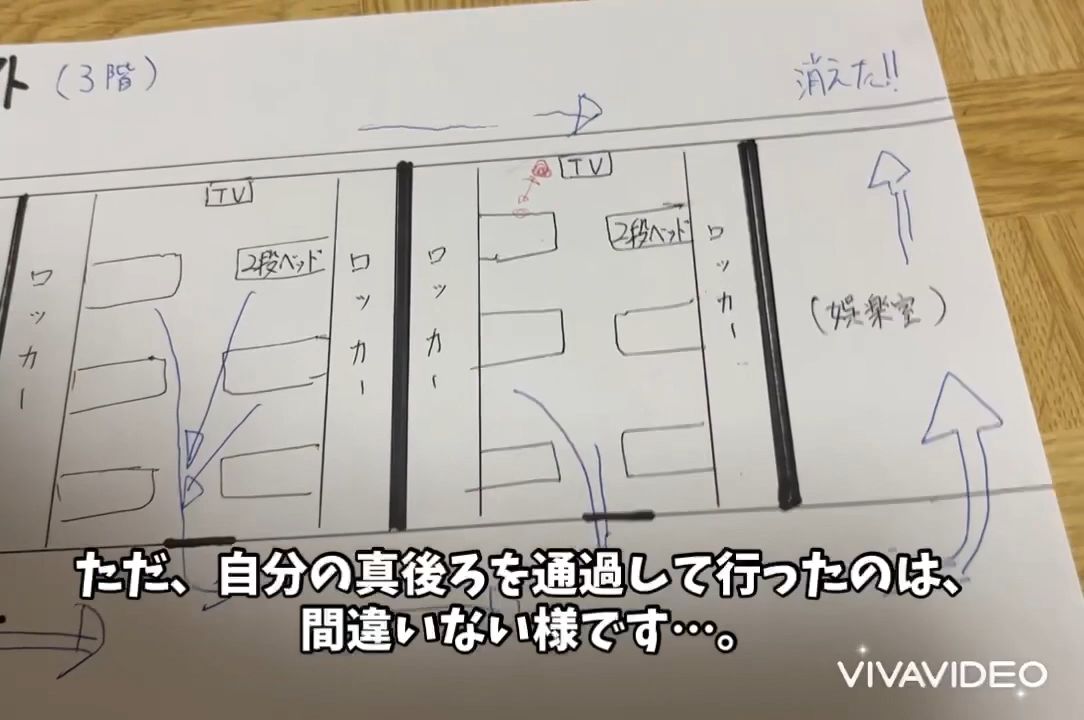 ト (3階)
消えた!!
TV
TV
2段ベッド
2段ベッド
ロッカー
ロッカー
ロッカー
ロッカー
(娯楽室)
ただ、自分の真後ろを通過して行ったのは、
間違いない様です…。
VIVAVIDEO